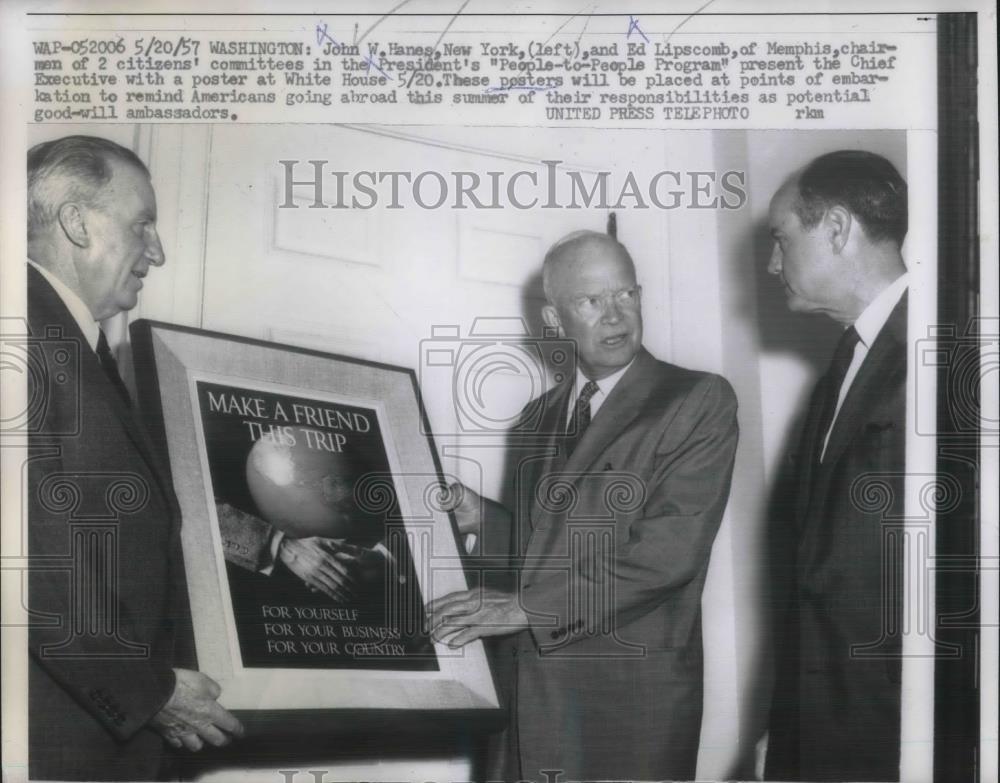 WAP-052006 5/20/57 WASHINGTON: John W.Hanes,New York,(left),and Ed Lipscomb,of Memphis,chair-
men of 2 citizens' committees in the President's "People-to-People Program" present the Chief
Executive with a poster at White House 5/20.These posters will be placed at points of embar-
kation to remind Americans going abroad this summer of their responsibilities as potential
good-will ambassadors. UNITED PRESS TELEPHOTO rkm
HISTORICIMAGES
MAKE A FRIEND
THIS TRIP
FOR YOURSELF
FOR YOUR BUSINESS
FOR YOUR COUNTRY